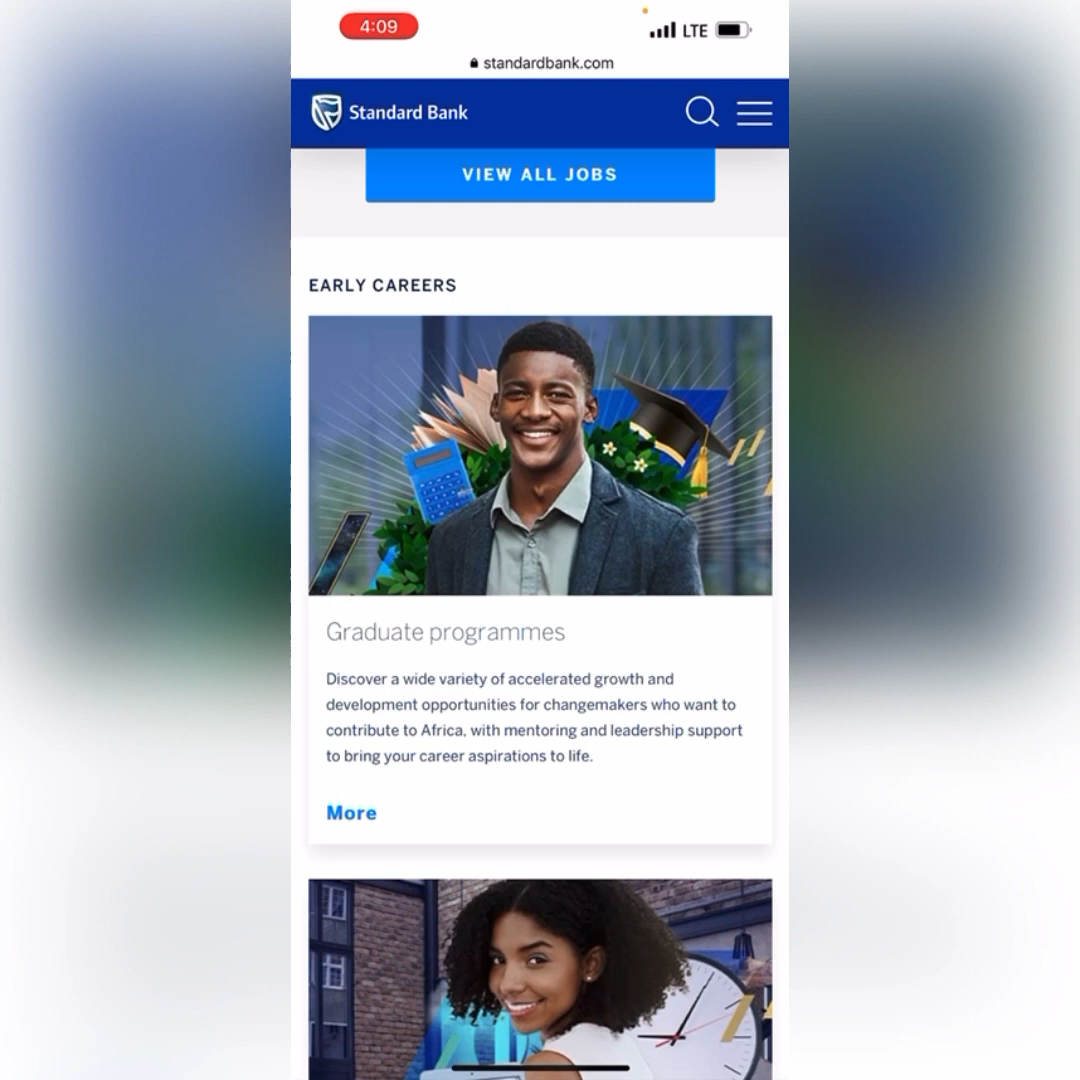 4:09
LTE
standardbank.com
Standard Bank
VIEW ALL JOBS
EARLY CAREERS
Graduate programmes
Discover a wide variety of accelerated growth and
development opportunities for changemakers who want to
contribute to Africa, with mentoring and leadership support
to bring your career aspirations to life.
More